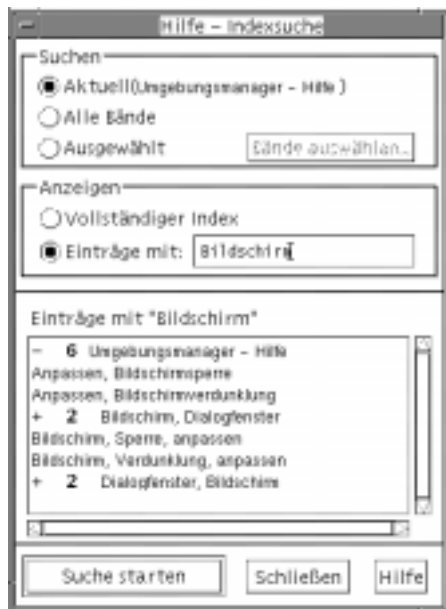 Hilfe – Indexsuche
Suchen
Aktuell(Umgebungsmanager – Hilfe )
Alle Bände
Ausgewählt Bände auswählen...
Anzeigen
Vollständiger Index
Einträge mit: Bildschirm
Einträge mit "Bildschirm"
– 6 Umgebungsmanager – Hilfe
Anpassen, Bildschirmsperre
Anpassen, Bildschirmverdunklung
+ 2 Bildschirm, Dialogfenster
Bildschirm, Sperre, anpassen
Bildschirm, Verdunklung, anpassen
+ 2 Dialogfenster, Bildschirm
Suche starten Schließen Hilfe